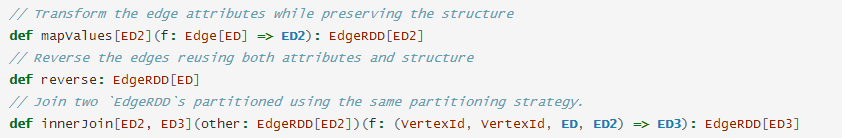 // Transform the edge attributes while preserving the structure
def mapValues[ED2](f: Edge[ED] => ED2): EdgeRDD[ED2]
// Reverse the edges reusing both attributes and structure
def reverse: EdgeRDD[ED]
// Join two `EdgeRDD`s partitioned using the same partitioning strategy.
def innerJoin[ED2, ED3](other: EdgeRDD[ED2])(f: (VertexId, VertexId, ED, ED2) => ED3): EdgeRDD[ED3]